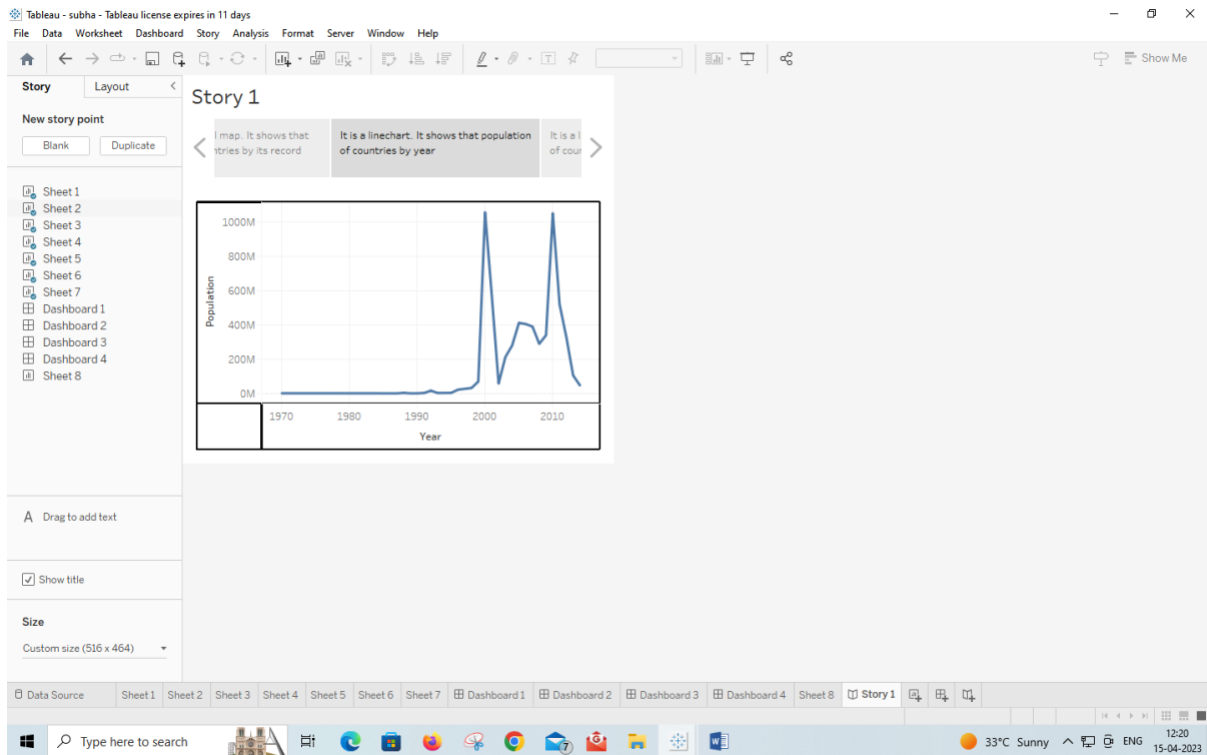 Tableau - subha - Tableau license expires in 11 days
File Data Worksheet Dashboard Story Analysis Format Server Window Help
Show Me
Story Layout
New story point
Blank Duplicate
Sheet 1
Sheet 2
Sheet 3
Sheet 4
Sheet 5
Sheet 6
Sheet 7
Dashboard 1
Dashboard 2
Dashboard 3
Dashboard 4
Sheet 8
A Drag to add text
Show title
Size
Custom size (516 x 464)
Story 1
map. It shows that
ntries by its record
It is a linechart. It shows that population
of countries by year
It is a l
of cour
1000M
800M
600M
400M
200M
0M
Population
1970 1980 1990 2000 2010
Year
Data Source Sheet 1 Sheet 2 Sheet 3 Sheet 4 Sheet 5 Sheet 6 Sheet 7 Dashboard 1 Dashboard 2 Dashboard 3 Dashboard 4 Sheet 8 Story 1
Type here to search
7
33°C Sunny ENG
12:20
15-04-2023